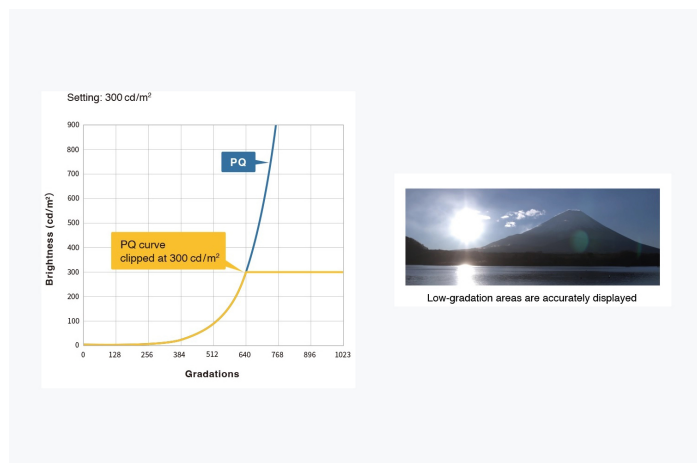 Setting: 300 cd/m²
900
800
700
600
500
400
300
200
100
0
Brightness (cd/m²)
PQ
PQ curve
clipped at 300 cd/m²
0 128 256 384 512 640 768 896 1023
Gradations
Low-gradation areas are accurately displayed